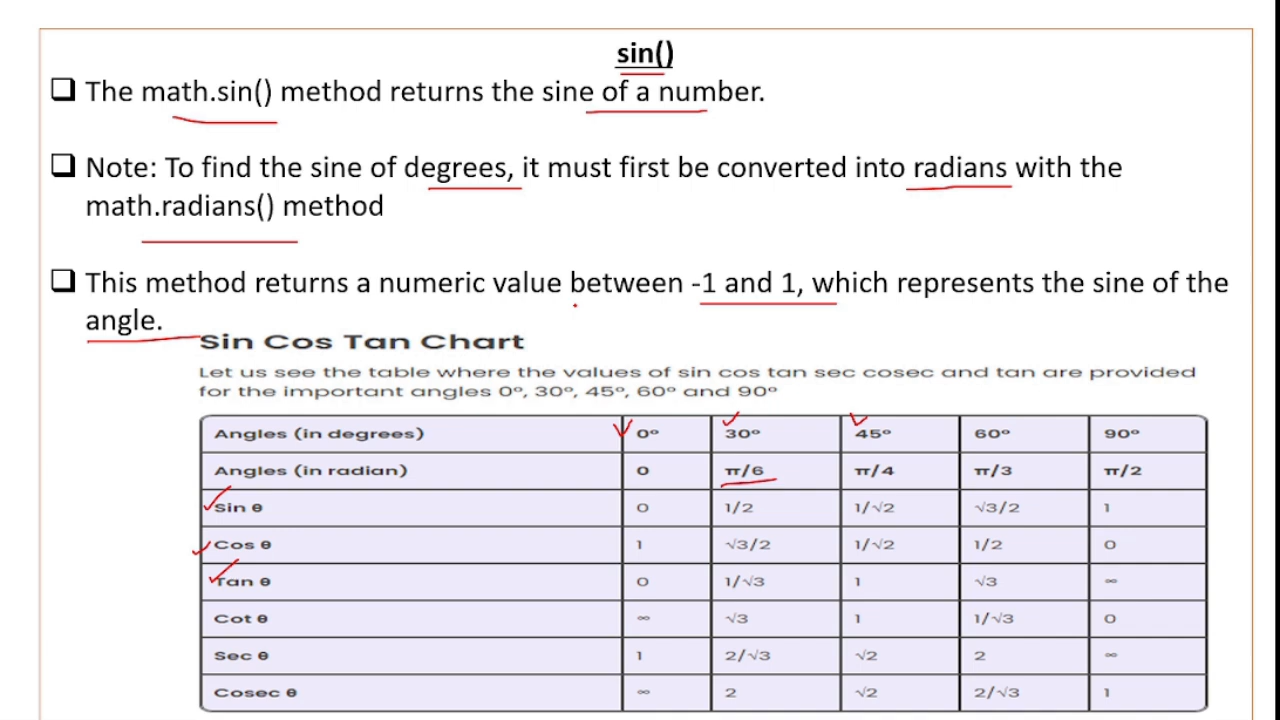 sin()
The math.sin() method returns the sine of a number.
Note: To find the sine of degrees, it must first be converted into radians with the
math.radians() method
This method returns a numeric value between -1 and 1, which represents the sine of the
angle.
Sin Cos Tan Chart
Let us see the table where the values of sin cos tan sec cosec and tan are provided
for the important angles 0°, 30°, 45°, 60° and 90°
Angles (in degrees) 0° 30° 45° 60° 90°
Angles (in radian) 0 π/6 π/4 π/3 π/2
Sin θ 0 1/2 1/√2 √3/2 1
Cos θ 1 √3/2 1/√2 1/2 0
Tan θ 0 1/√3 1 √3 ∞
Cot θ ∞ √3 1 1/√3 0
Sec θ 1 2/√3 √2 2 ∞
Cosec θ ∞ 2 √2 2/√3 1